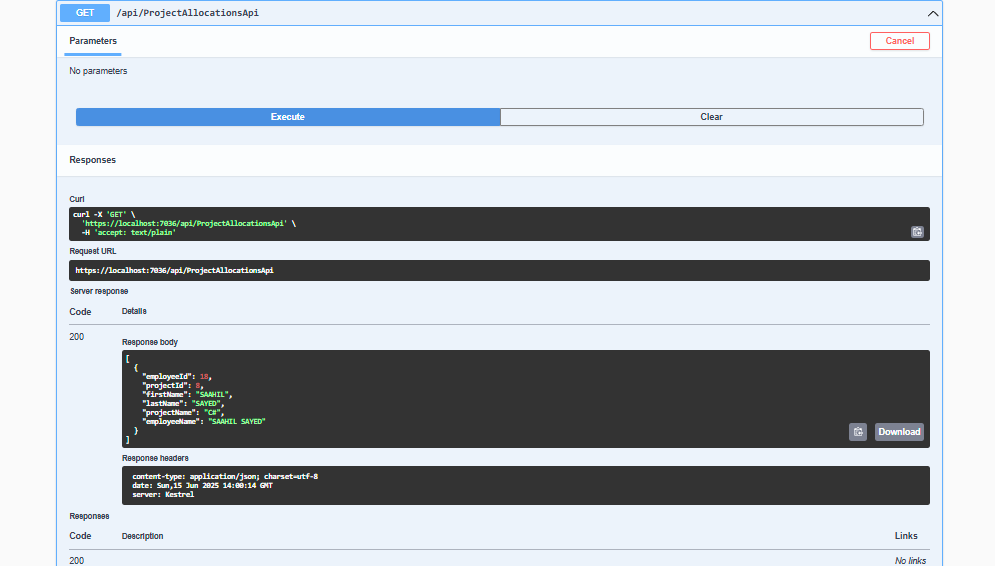 GET /api/ProjectAllocationsApi
Parameters
Cancel
No parameters
Execute
Clear
Responses
Curl
curl -X 'GET' \
'https://localhost:7036/api/ProjectAllocationsApi' \
-H 'accept: text/plain'
Request URL
https://localhost:7036/api/ProjectAllocationsApi
Server response
Code Details
200
Response body
[
{
"employeeId": 18,
"projectId": 8,
"firstName": "SAAHIL",
"lastName": "SAYED",
"projectName": "C#",
"employeeName": "SAAHIL SAYED"
}
]
Download
Response headers
content-type: application/json; charset=utf-8
date: Sun,15 Jun 2025 14:00:14 GMT
server: Kestrel
Responses
Code Description Links
200 No links